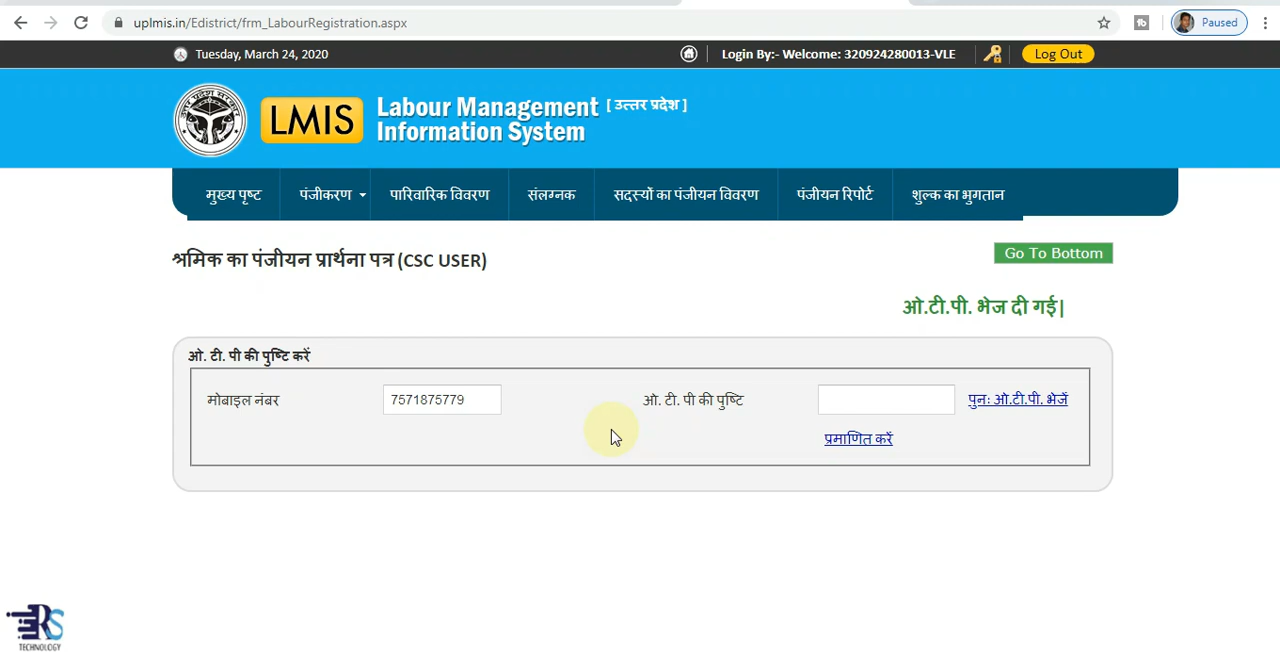 uplmis.in/Edistrict/frm_LabourRegistration.aspx
Paused
Tuesday, March 24, 2020
Login By:- Welcome: 320924280013-VLE
Log Out
LMIS
Labour Management [ उत्तर प्रदेश ]
Information System
मुख्य पृष्ट पंजीकरण पारिवारिक विवरण संलग्नक सदस्यों का पंजीयन विवरण पंजीयन रिपोर्ट शुल्क का भुगतान
श्रमिक का पंजीयन प्रार्थना पत्र (CSC USER)
Go To Bottom
ओ.टी.पी. भेज दी गई|
ओ. टी. पी की पुष्टि करें
मोबाइल नंबर 7571875779 ओ. टी. पी की पुष्टि पुनः ओ.टी.पी. भेजें
प्रमाणित करें
ERS
TECHNOLOGY